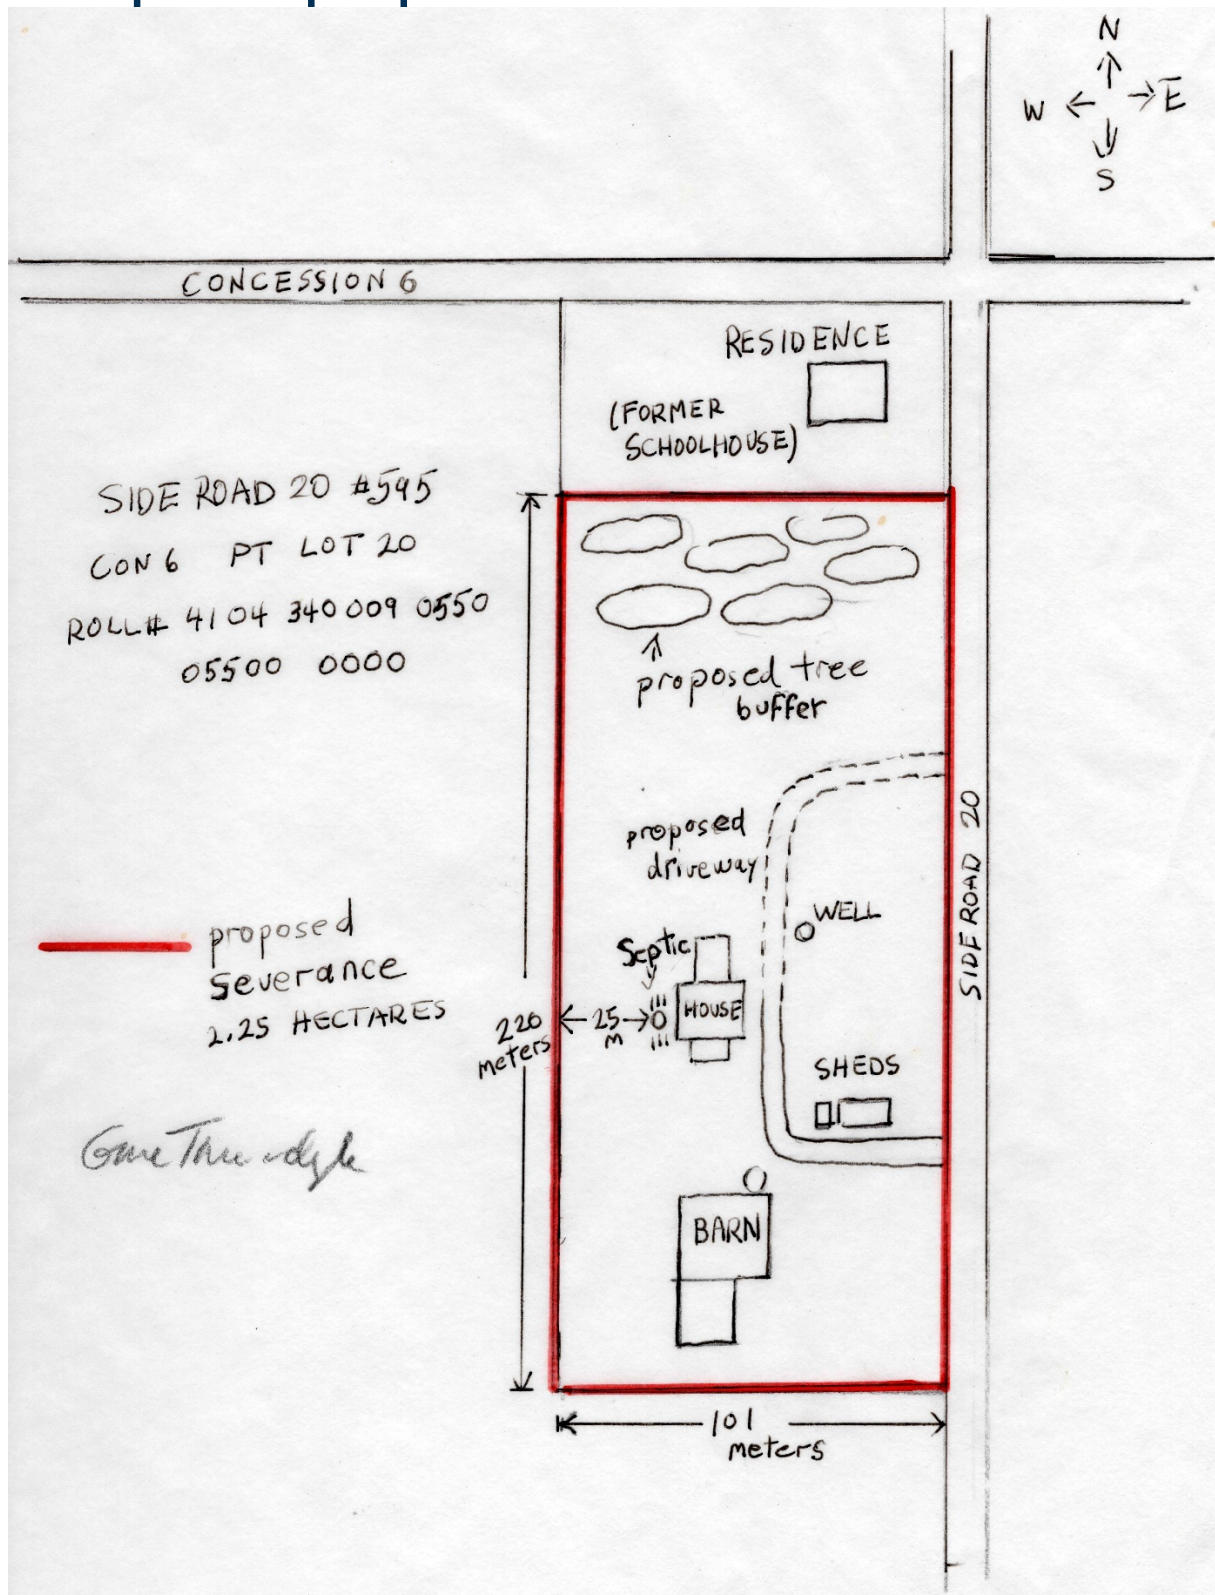 N
W E
S
CONCESSION 6
RESIDENCE
(FORMER
SCHOOLHOUSE)
SIDE ROAD 20 #595
CON 6 PT LOT 20
ROLL# 4104 340009 0550
05500 0000
proposed tree
buffer
proposed
driveway
WELL
SIDE ROAD 20
proposed
severance
2.25 HECTARES
Septic
HOUSE
25
M
220
meters
SHEDS
BARN
101
meters